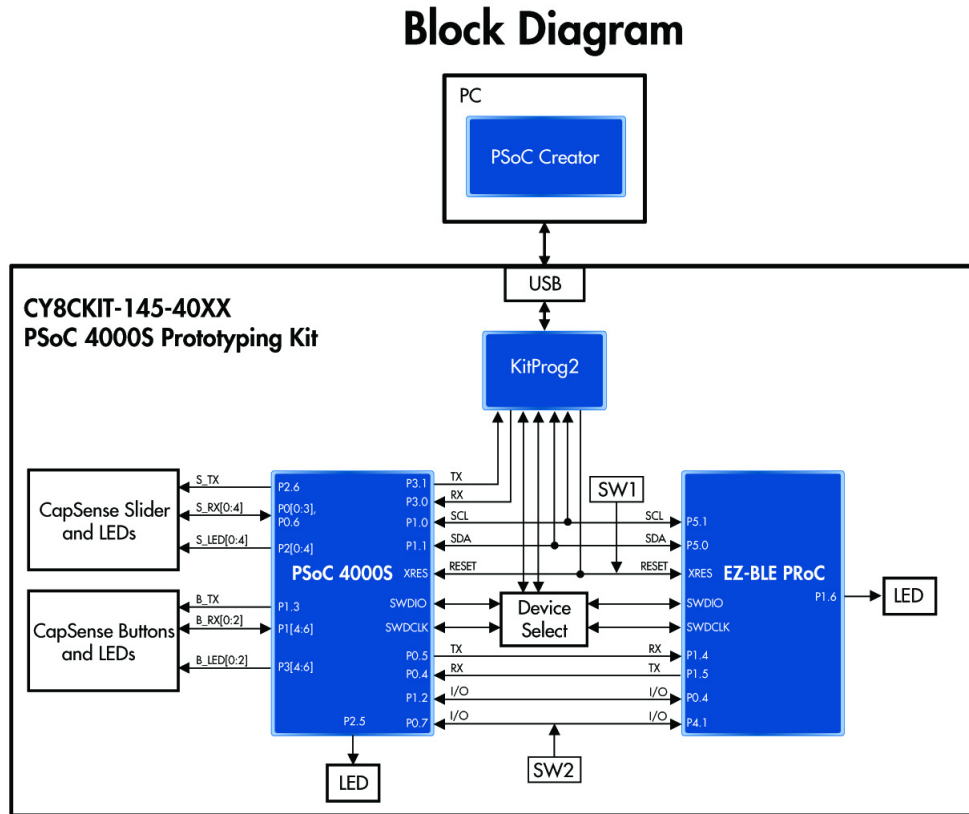 Block Diagram
PC
PSoC Creator
USB
CY8CKIT-145-40XX
PSoC 4000S Prototyping Kit
KitProg2
CapSense Slider
and LEDs
S_TX
S_RX[0:4]
S_LED[0:4]
CapSense Buttons
and LEDs
B_TX
B_RX[0:2]
B_LED[0:2]
PSoC 4000S
P2.6
P0[0:3],
P0.6
P2[0:4]
P1.3
P1[4:6]
P3[4:6]
P2.5
LED
P3.1
P3.0
P1.0
P1.1
XRES
SWDIO
SWDCLK
P0.5
P0.4
P1.2
P0.7
TX
RX
SCL
SDA
RESET
TX
RX
I/O
I/O
SW1
Device
Select
SW2
SCL
SDA
RESET
RX
TX
I/O
I/O
P5.1
P5.0
XRES
SWDIO
SWDCLK
P1.4
P1.5
P0.4
P4.1
EZ-BLE PRoC
P1.6
LED